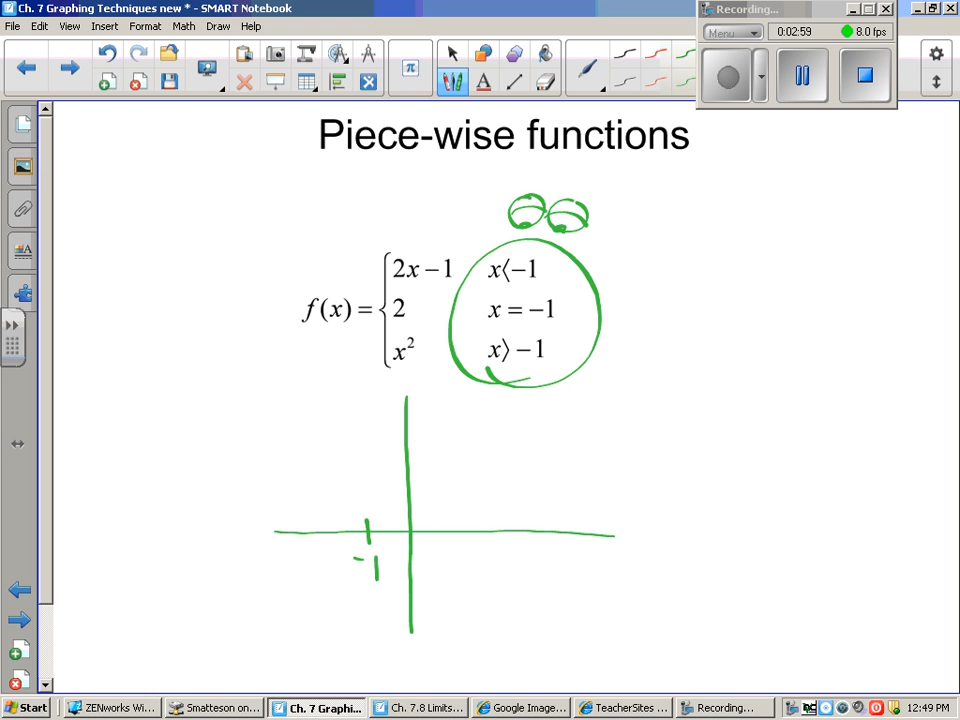 Ch. 7 Graphing Techniques new * - SMART Notebook
Recording...
File Edit View Insert Format Math Draw Help
Menu 0:02:59 8.0 fps
π
A
Piece-wise functions
f(x) = { 2x − 1 x⟨−1
2 x = −1
x² x⟩ − 1
-1
Start ZENworks Wi... Smatteson on... Ch. 7 Graphi... Ch. 7.8 Limits... Google Imag... TeacherSites ... Recording... 12:49 PM